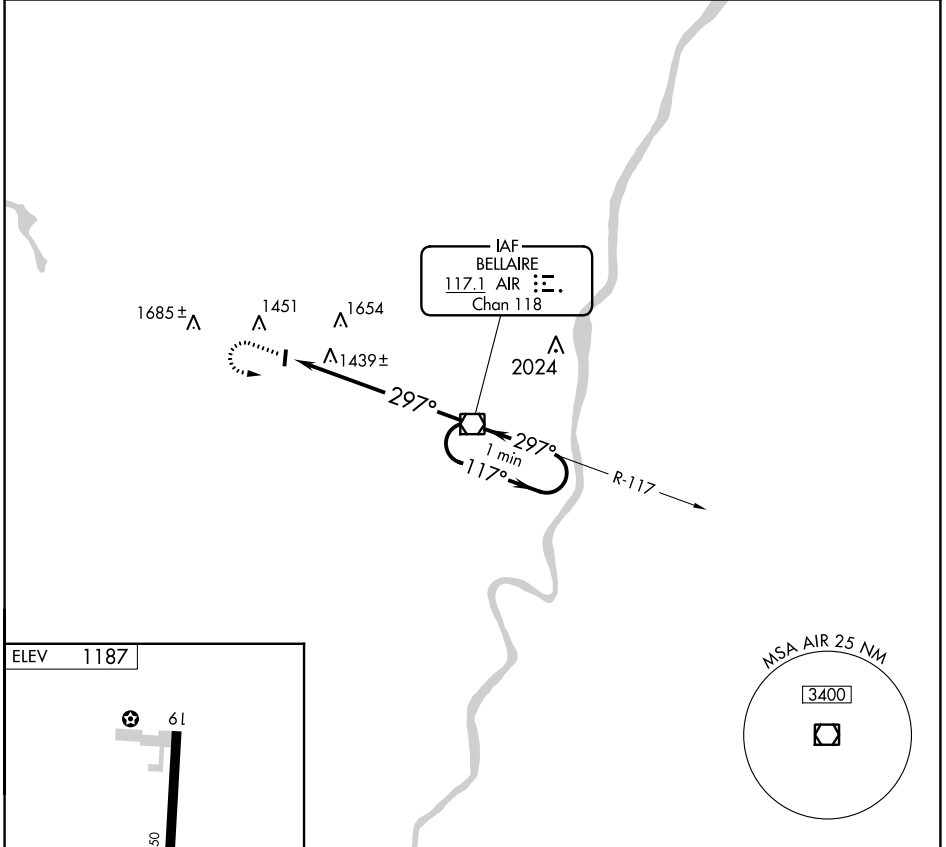 IAF
BELLAIRE
117.1 AIR
Chan 118
1685 ±
1451
1654
1439 ±
2024
297°
297°
1 min
117°
R-117
ELEV 1187
19
50
MSA AIR 25 NM
3400